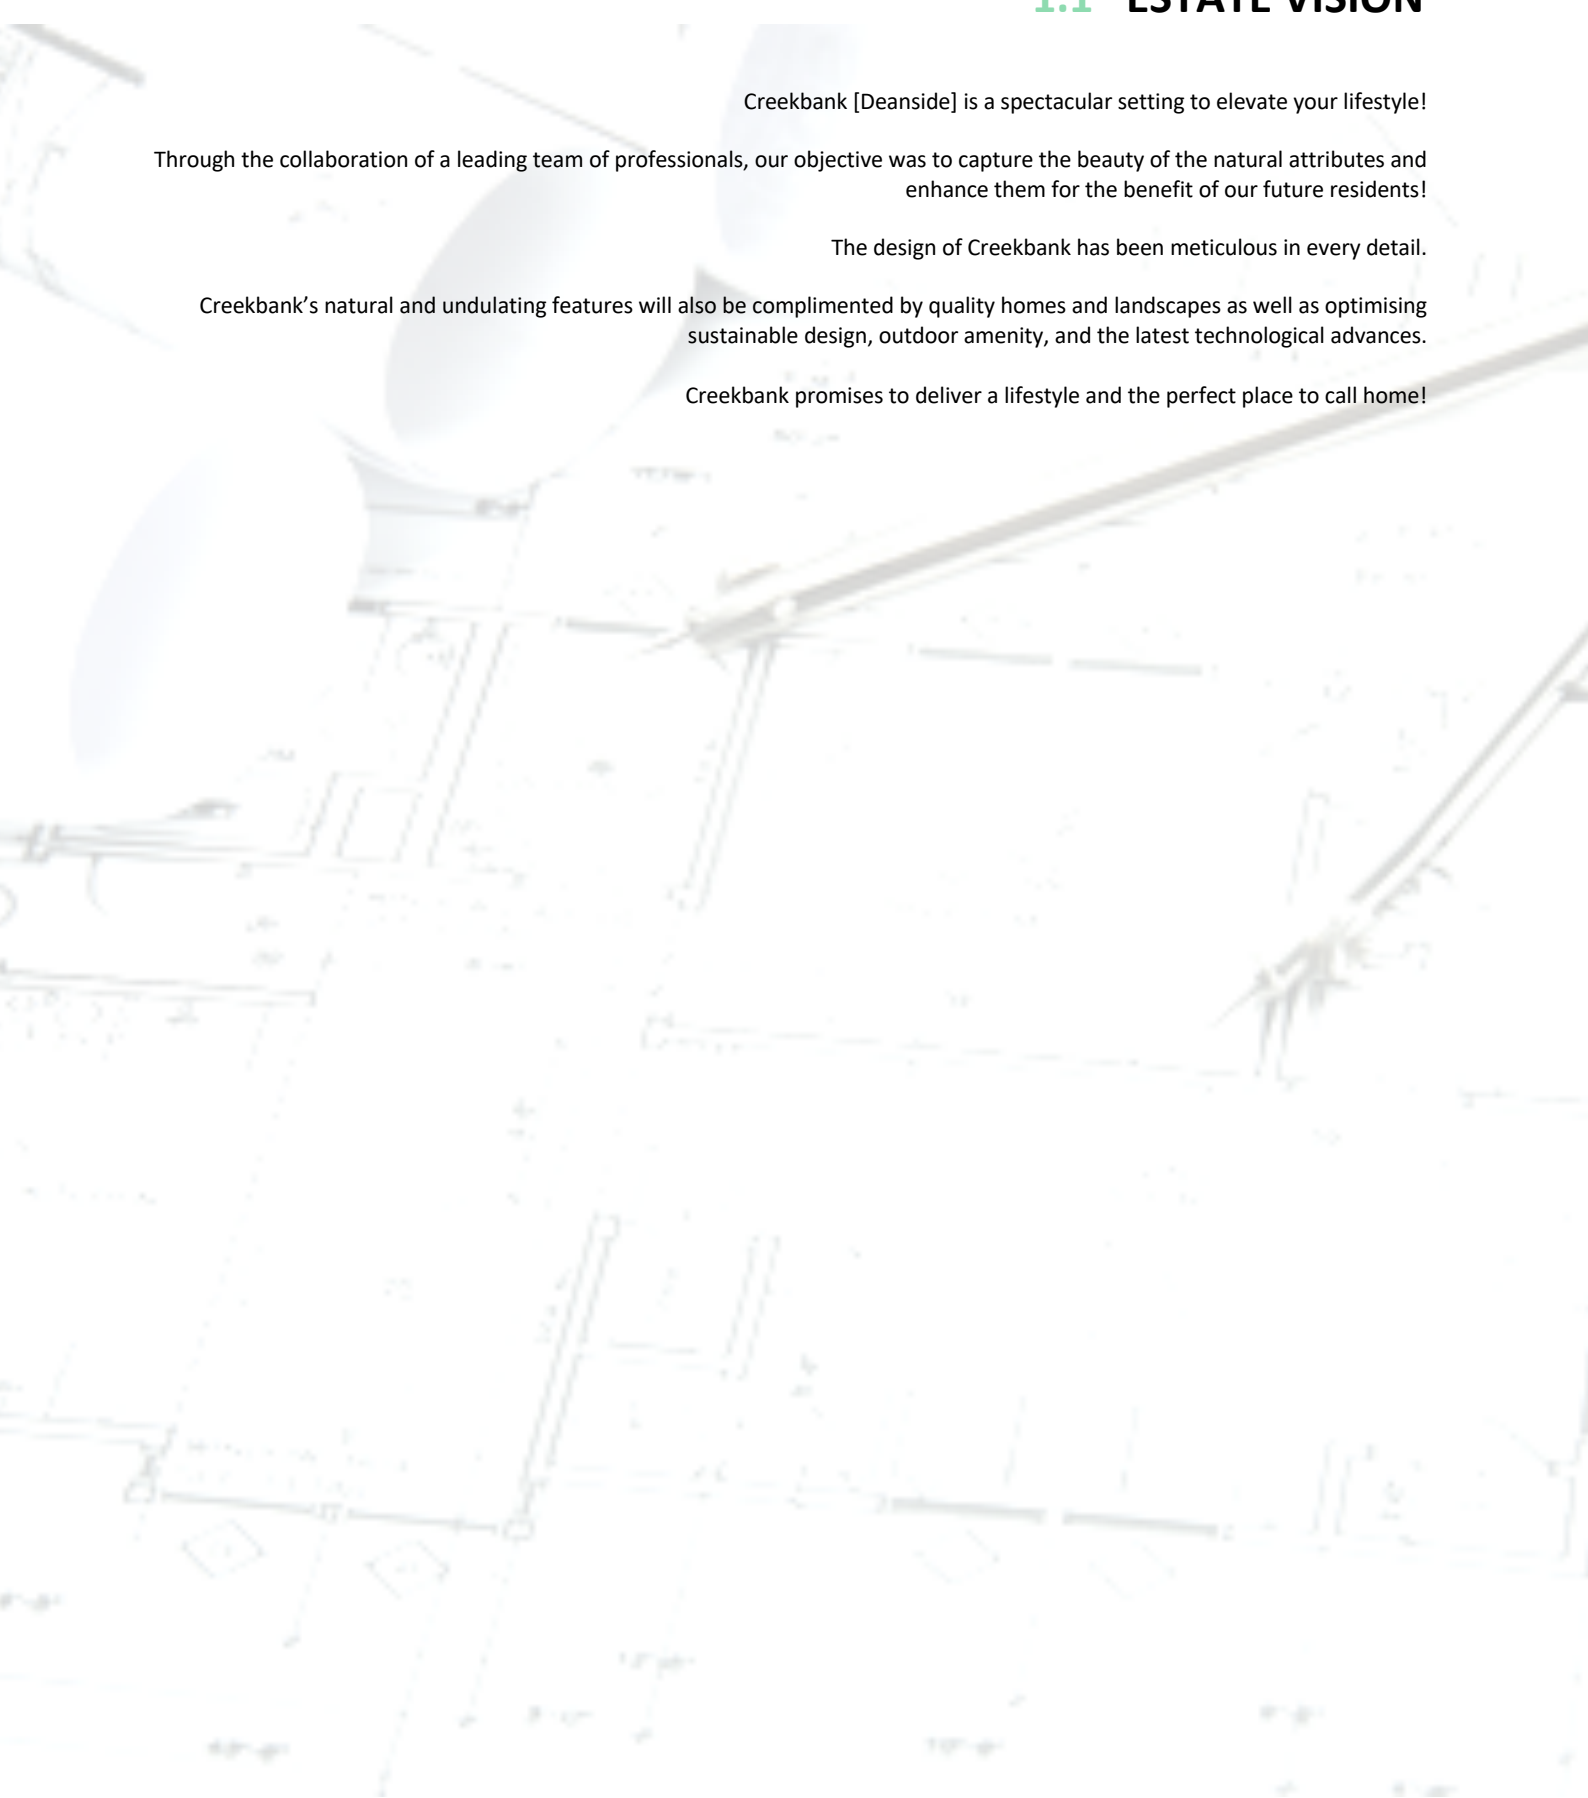 1.1 ESTATE VISION
Creekbank [Deanside] is a spectacular setting to elevate your lifestyle!
Through the collaboration of a leading team of professionals, our objective was to capture the beauty of the natural attributes and
enhance them for the benefit of our future residents!
The design of Creekbank has been meticulous in every detail.
Creekbank’s natural and undulating features will also be complimented by quality homes and landscapes as well as optimising
sustainable design, outdoor amenity, and the latest technological advances.
Creekbank promises to deliver a lifestyle and the perfect place to call home!